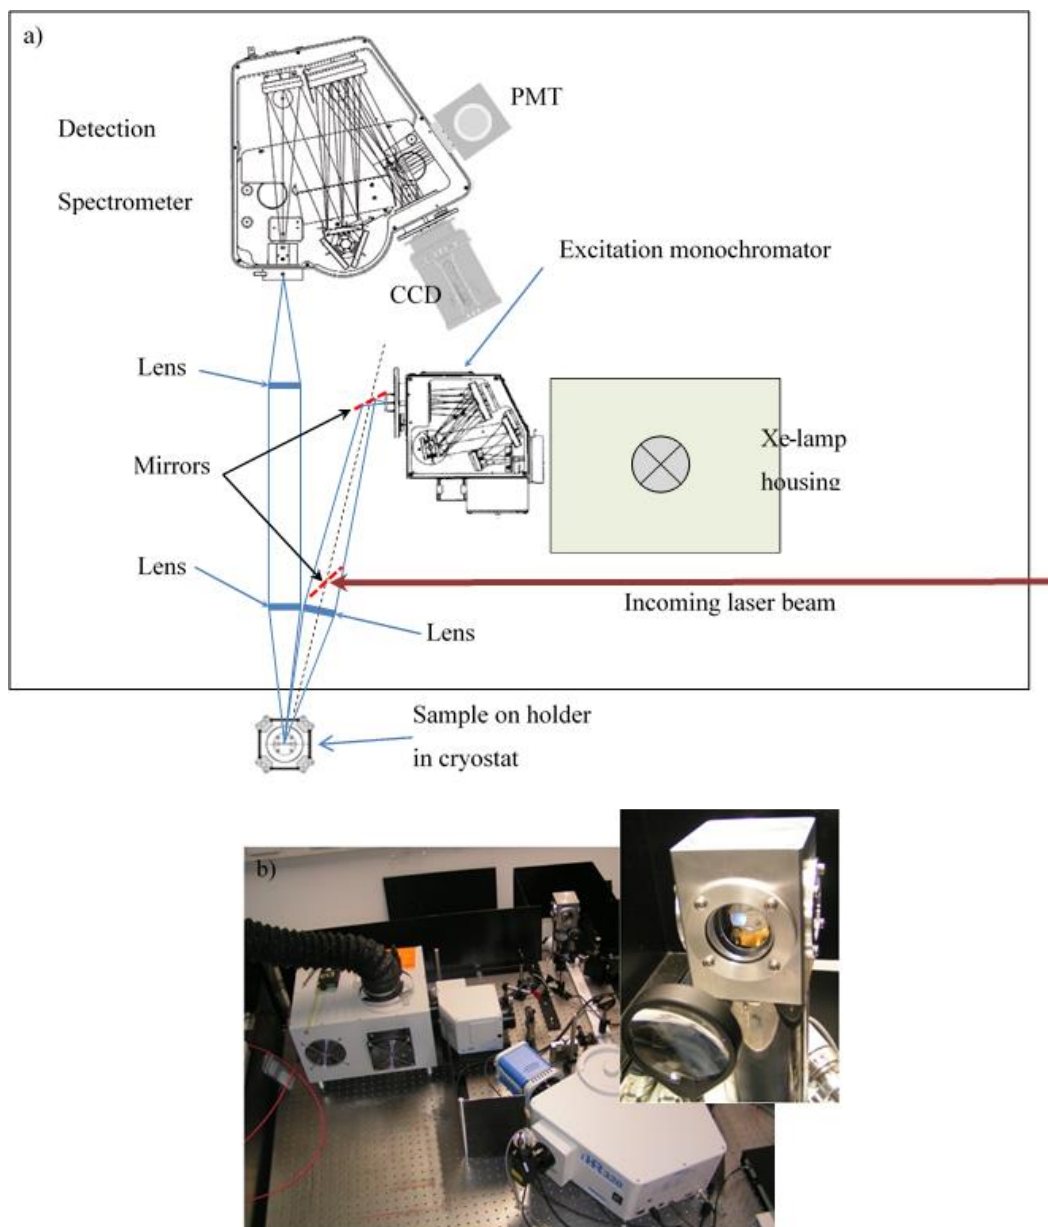 a)
PMT
Detection
Spectrometer
Excitation monochromator
CCD
Lens
Xe-lamp
housing
Mirrors
Lens
Incoming laser beam
Lens
Sample on holder
in cryostat
b)